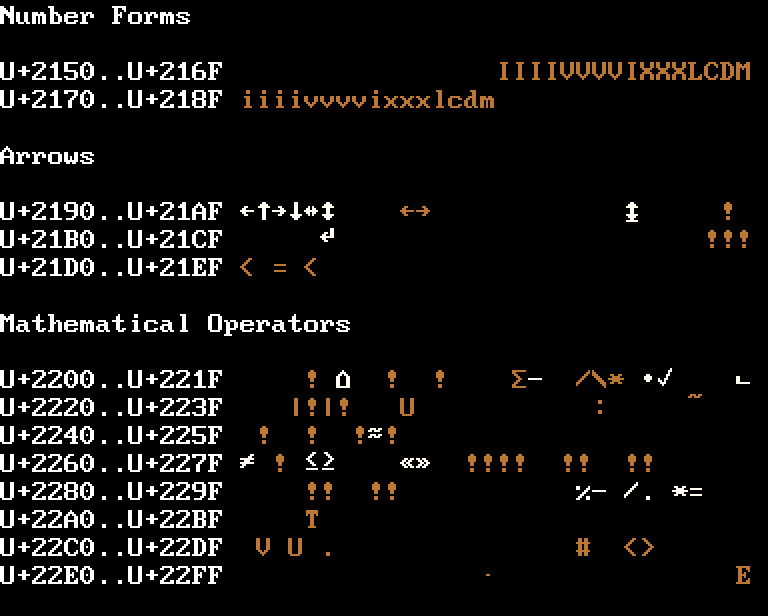 Number Forms
U+2150..U+216F IIIIVVVVIXXXLCDM
U+2170..U+218F iiiivvvvixxxlcdm
Arrows
U+2190..U+21AF ←↑→↓↔↕ ←→ ↨ !
U+21B0..U+21CF ↵ !!!
U+21D0..U+21EF < = <
Mathematical Operators
U+2200..U+221F ! ⌂ ! ! Σ− /\* •√ ⌙
U+2220..U+223F |!|! U : ~
U+2240..U+225F ! ! !≈!
U+2260..U+227F ≠ ! ≤≥ «» !!!! !! !!
U+2280..U+229F !! !! ⁒− /. *=
U+22A0..U+22BF T
U+22C0..U+22DF V U . # <>
U+22E0..U+22FF · E